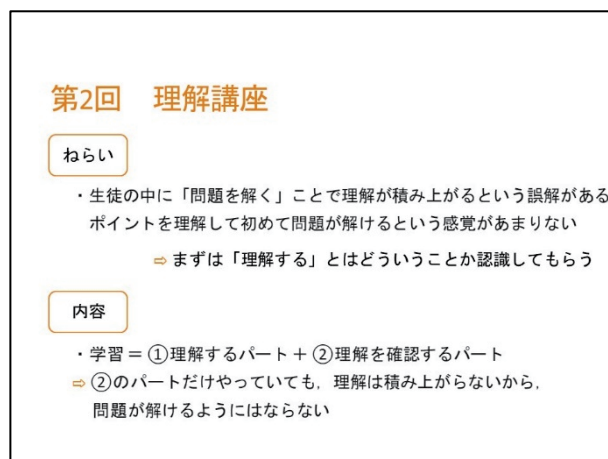 第2回　理解講座
ねらい
・生徒の中に「問題を解く」ことで理解が積み上がるという誤解がある
ポイントを理解して初めて問題が解けるという感覚があまりない
⇨ まずは「理解する」とはどういうことか認識してもらう
内容
・学習 = ①理解するパート + ②理解を確認するパート
⇨ ②のパートだけやっていても，理解は積み上がらないから，
問題が解けるようにはならない